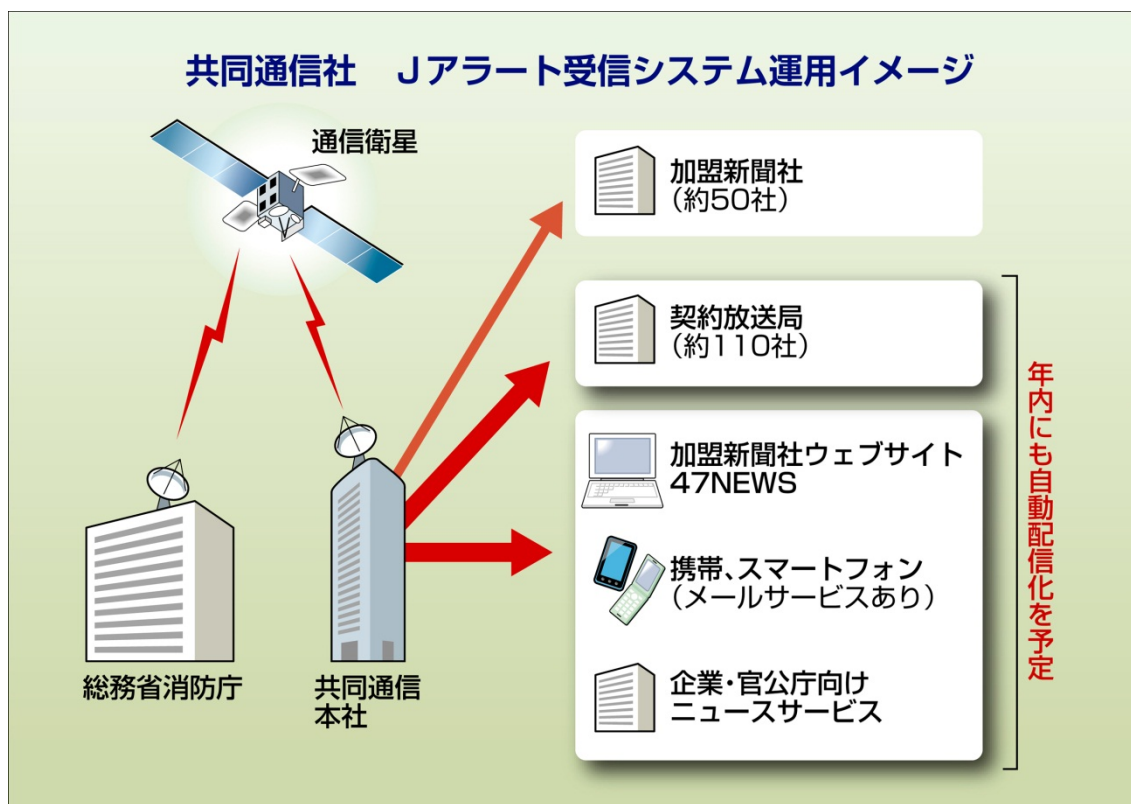 共同通信社　Jアラート受信システム運用イメージ
通信衛星
総務省消防庁
共同通信
本社
加盟新聞社
（約50社）
契約放送局
（約110社）
加盟新聞社ウェブサイト
47NEWS
携帯、スマートフォン
（メールサービスあり）
企業・官公庁向け
ニュースサービス
年内にも自動配信化を予定